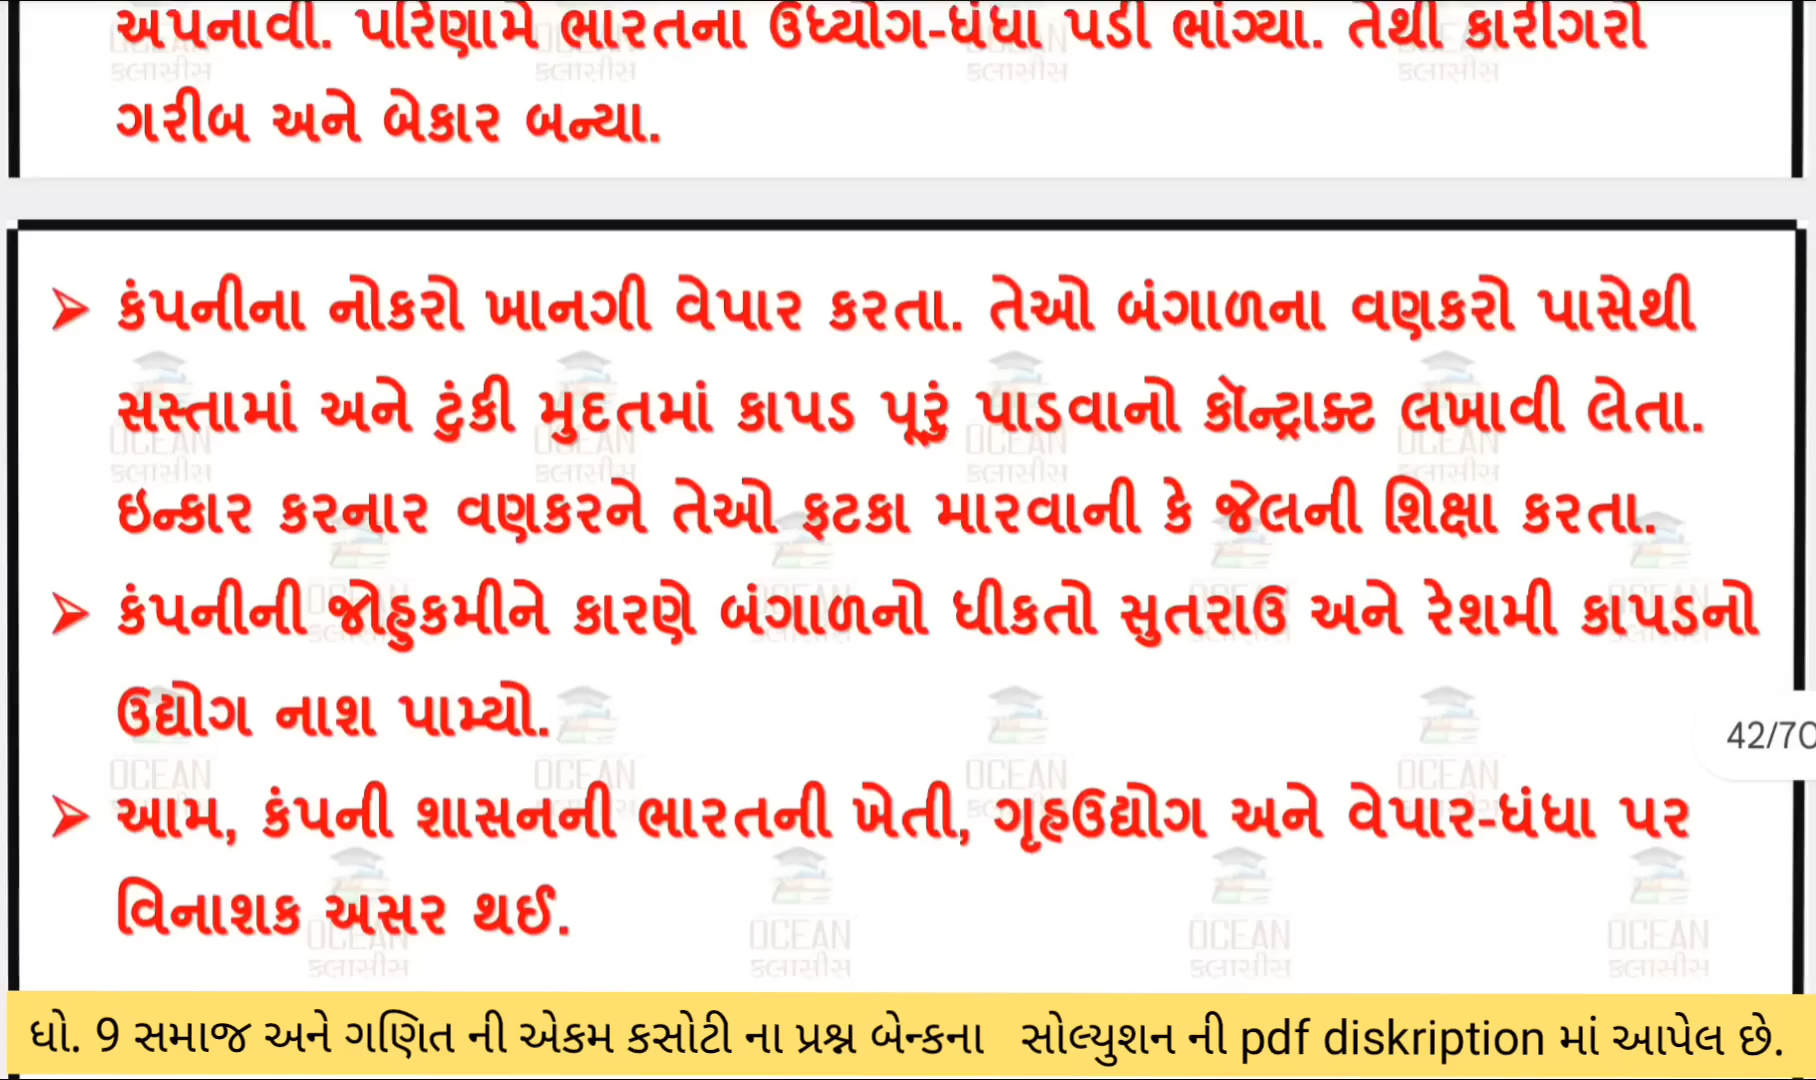 અપનાવી. પરિણામે ભારતના ઉધ્યોગ-ધંધા પડી ભાંગ્યા. તેથી કારીગરો
ગરીબ અને બેકાર બન્યા.
➢ કંપનીના નોકરો ખાનગી વેપાર કરતા. તેઓ બંગાળના વણકરો પાસેથી
સસ્તામાં અને ટુંકી મુદતમાં કાપડ પૂરું પાડવાનો કૉન્ટ્રાક્ટ લખાવી લેતા.
ઇન્કાર કરનાર વણકરને તેઓ ફટકા મારવાની કે જેલની શિક્ષા કરતા.
➢ કંપનીની જોહુકમીને કારણે બંગાળનો ધીકતો સુતરાઉ અને રેશમી કાપડનો
ઉદ્યોગ નાશ પામ્યો.
42/70
➢ આમ, કંપની શાસનની ભારતની ખેતી, ગૃહઉદ્યોગ અને વેપાર-ધંધા પર
વિનાશક અસર થઈ.
OCEAN
ક્લાસીસ
ધો. 9 સમાજ અને ગણિત ની એકમ કસોટી ના પ્રશ્ન બેન્કના સોલ્યુશન ની pdf diskription માં આપેલ છે.